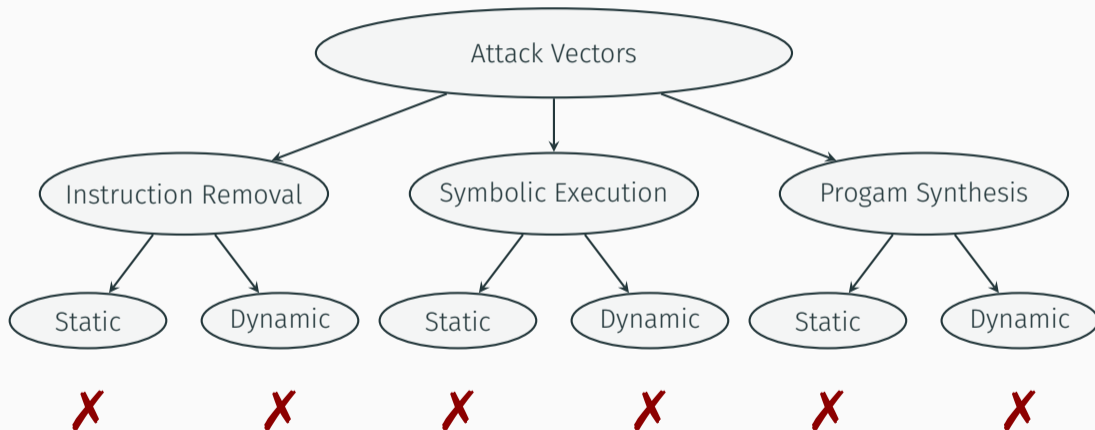 Attack Vectors
Instruction Removal
Symbolic Execution
Progam Synthesis
Static
Dynamic
Static
Dynamic
Static
Dynamic
✗ ✗ ✗ ✗ ✗ ✗